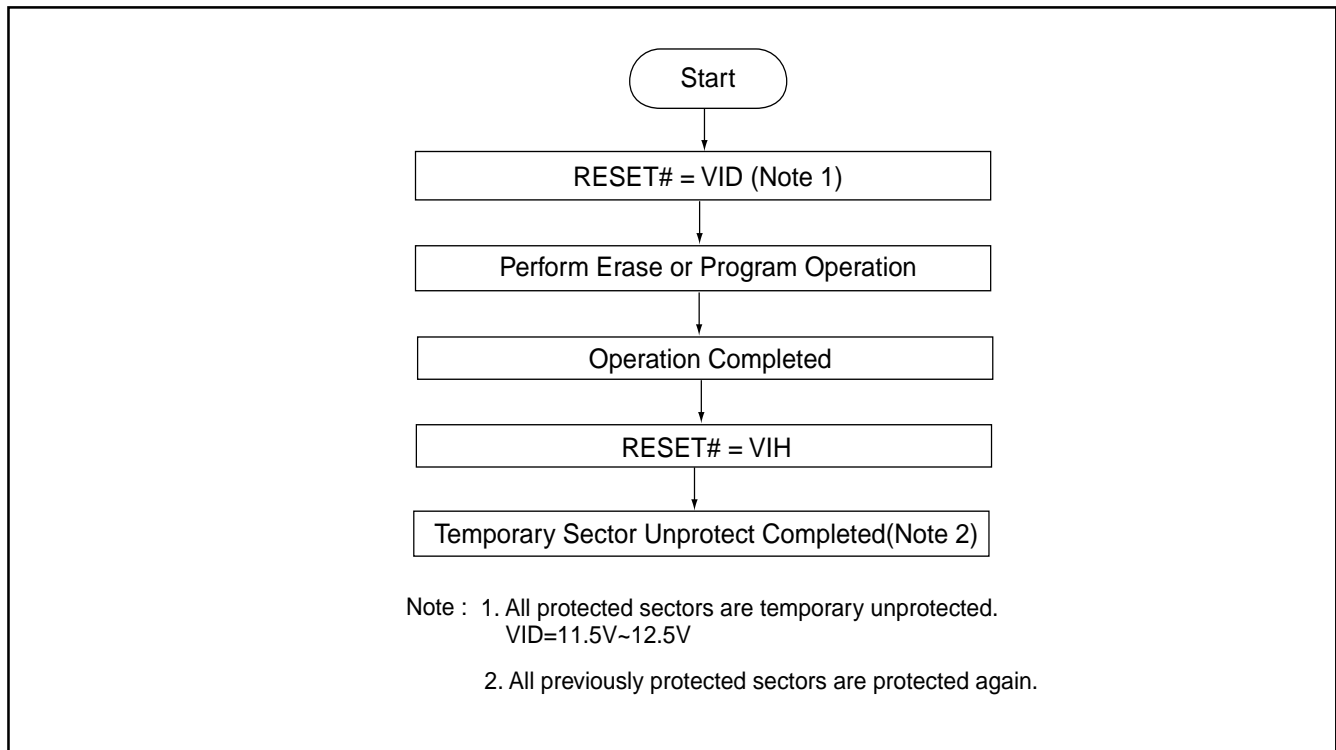 Start
RESET# = VID (Note 1)
Perform Erase or Program Operation
Operation Completed
RESET# = VIH
Temporary Sector Unprotect Completed(Note 2)
Note : 1. All protected sectors are temporary unprotected.
VID=11.5V~12.5V
2. All previously protected sectors are protected again.